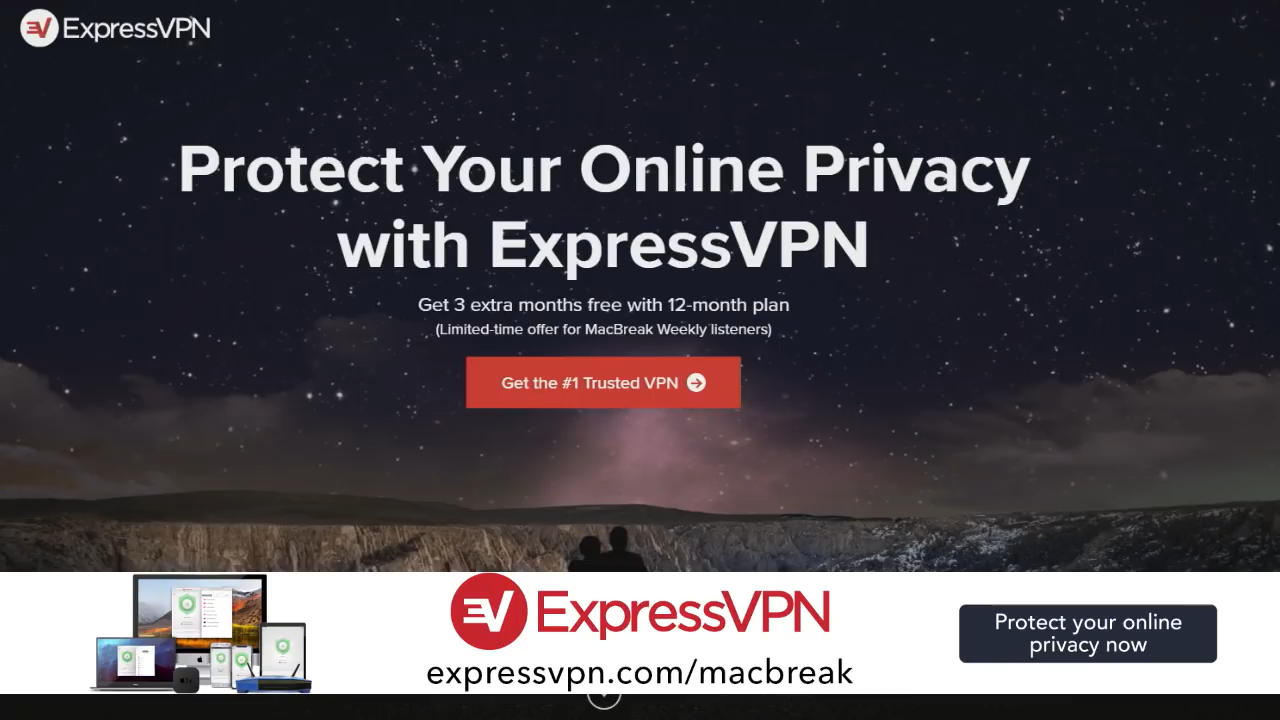 ExpressVPN
Protect Your Online Privacy
with ExpressVPN
Get 3 extra months free with 12-month plan
(Limited-time offer for MacBreak Weekly listeners)
Get the #1 Trusted VPN
ExpressVPN
expressvpn.com/macbreak
Protect your online
privacy now